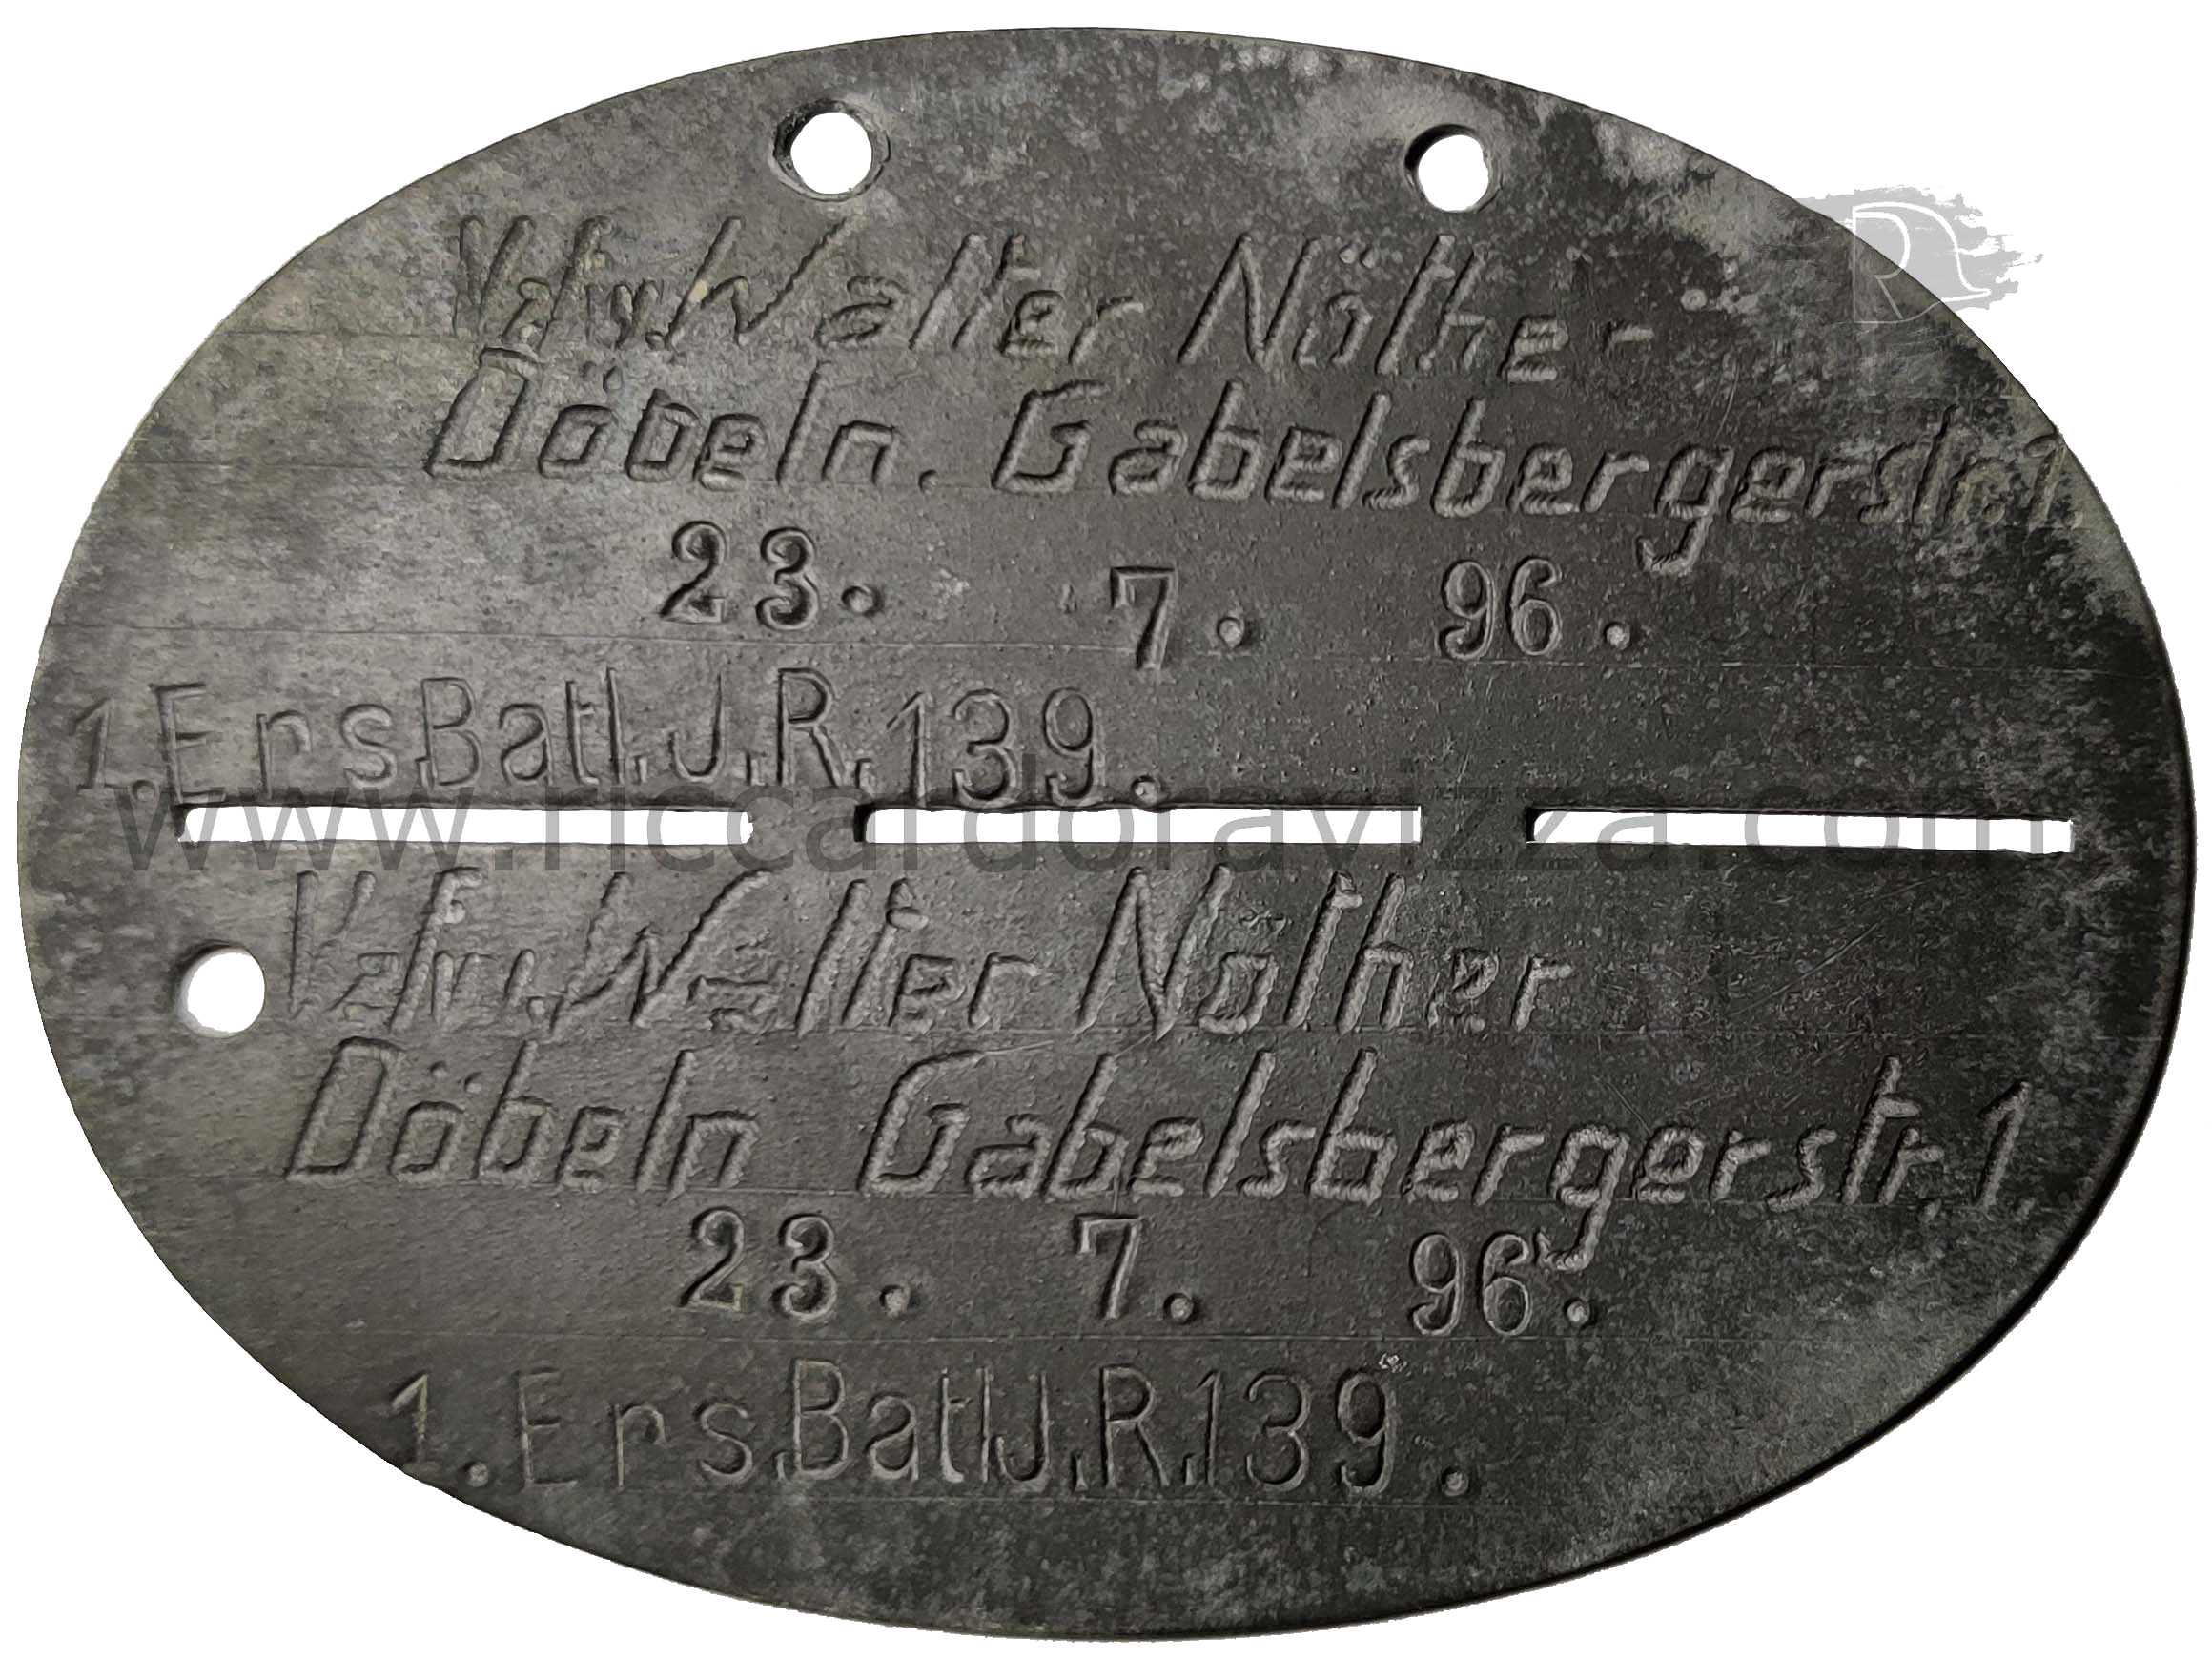 Vzfw. Walter Nöther
Döbeln. Gabelsbergerstr. 1.
23. 7. 96.
1. Ers. Batl. J. R. 139.
www.riccardoravizza.com
Vzfw. Walter Nöther
Döbeln Gabelsbergerstr. 1.
23. 7. 96.
1. Ers. Batl J. R. 139.